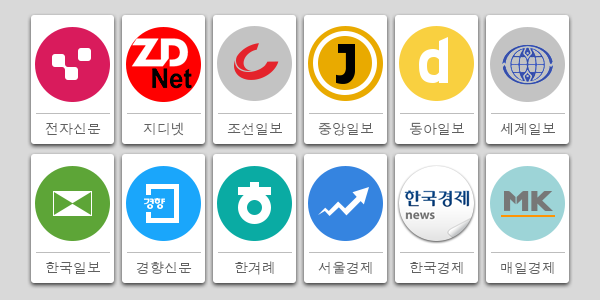 ZD
Net
J
d
전자신문
지디넷
조선일보
중앙일보
동아일보
세계일보
경향
ㅎ
한국경제
news
MK
한국일보
경향신문
한겨례
서울경제
한국경제
매일경제